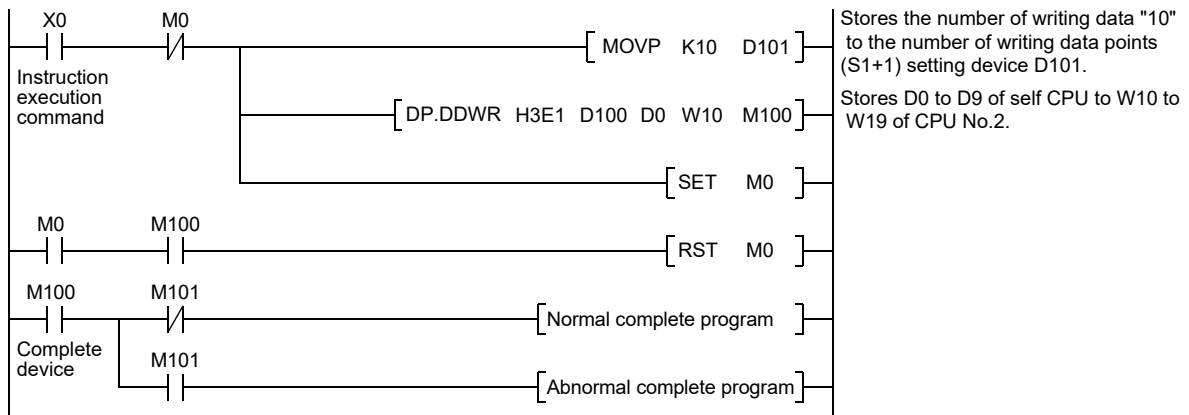 X0 M0
[ MOVP K10 D101 ]
Stores the number of writing data "10"
to the number of writing data points
(S1+1) setting device D101.
Instruction
execution
command
[ DP.DDWR H3E1 D100 D0 W10 M100 ]
Stores D0 to D9 of self CPU to W10 to
W19 of CPU No.2.
[ SET M0 ]
M0 M100
[ RST M0 ]
M100 M101
[ Normal complete program ]
Complete
device
M101
[ Abnormal complete program ]